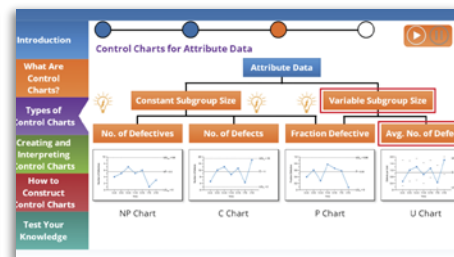 Introduction
What Are
Control
Charts?
Types of
Control Charts
Creating and
Interpreting
Control Charts
How to
Construct
Control Charts
Test Your
Knowledge
Control Charts for Attribute Data
Attribute Data
Constant Subgroup Size
Variable Subgroup Size
No. of Defectives
No. of Defects
Fraction Defective
Avg. No. of Defe
NP Chart
C Chart
P Chart
U Chart